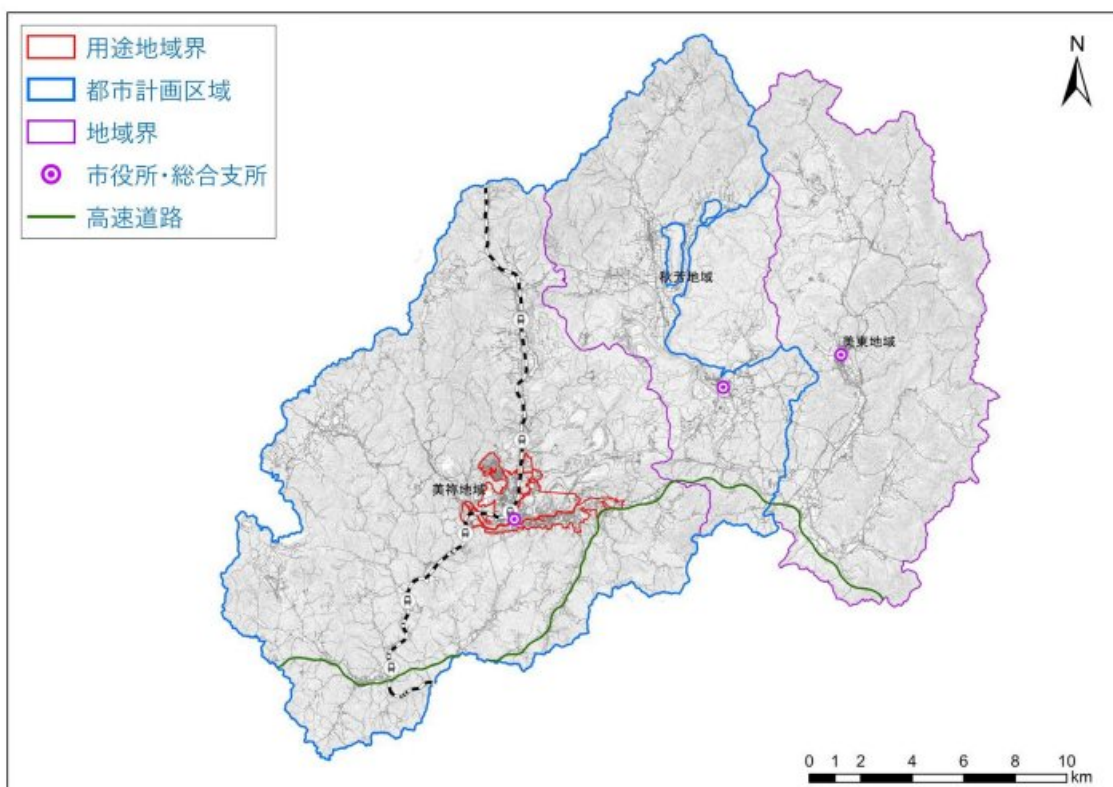 用途地域界
都市計画区域
地域界
市役所・総合支所
高速道路
N
秋芳地域
美東地域
美祢地域
0 1 2 4 6 8 10
km